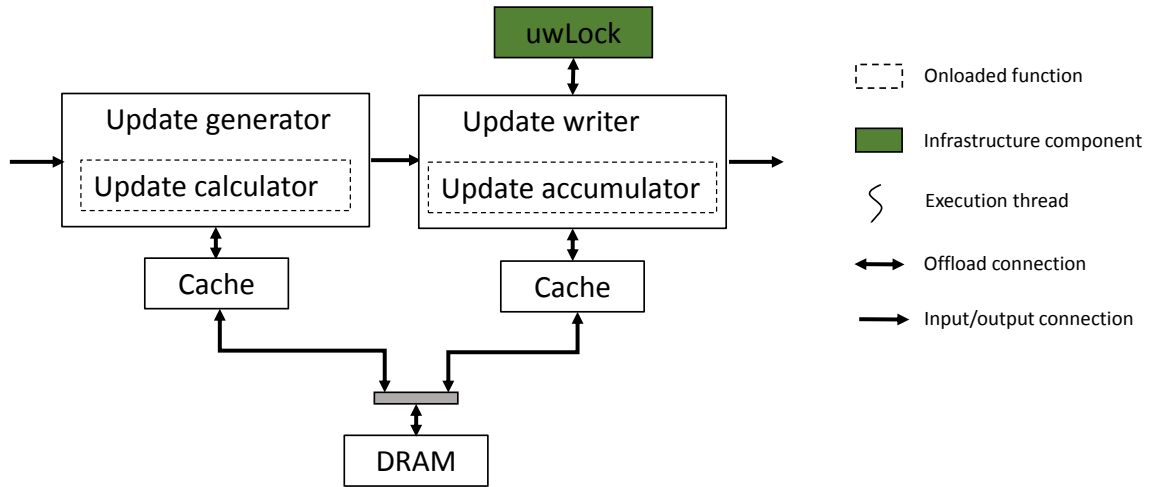 uwLock
Update generator
Update calculator
Update writer
Update accumulator
Cache
Cache
DRAM
Onloaded function
Infrastructure component
Execution thread
Offload connection
Input/output connection